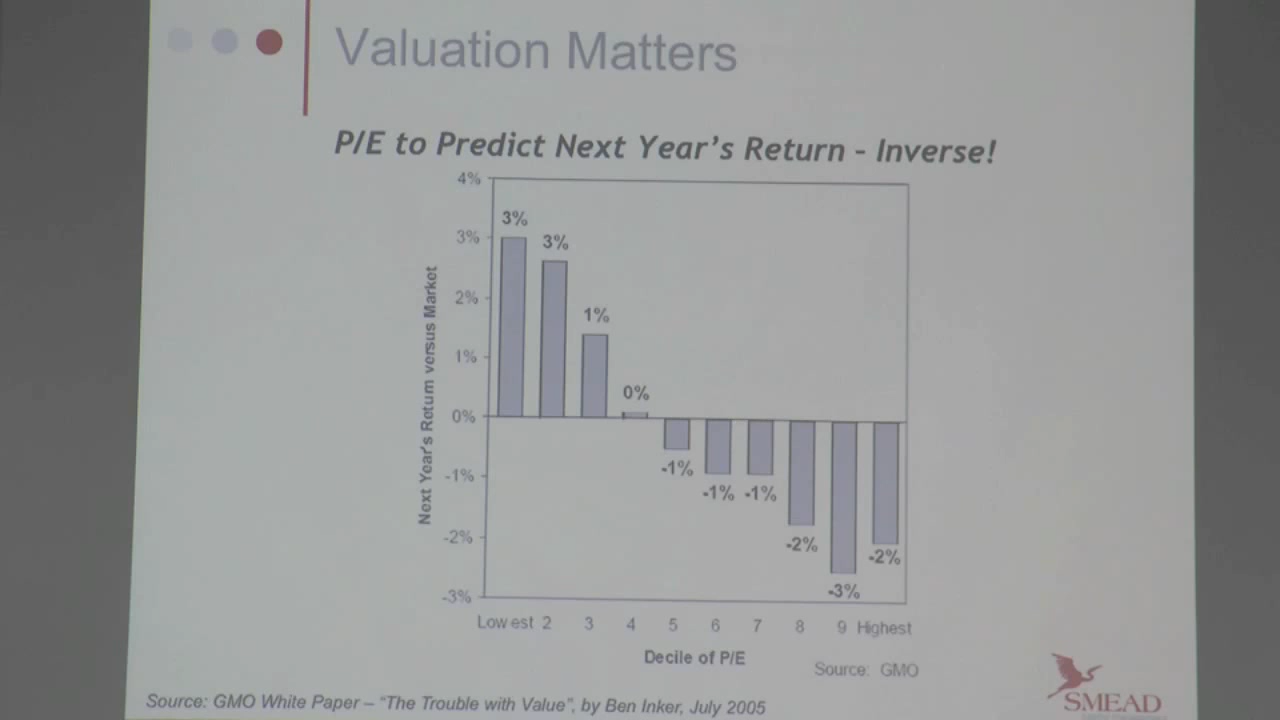 Valuation Matters
P/E to Predict Next Year's Return - Inverse!
4%
3%
2%
1%
0%
-1%
-2%
-3%
Next Year's Return versus Market
3%
3%
1%
0%
-1%
-1%
-1%
-2%
-3%
-2%
Lowest 2 3 4 5 6 7 8 9 Highest
Decile of P/E
Source: GMO
Source: GMO White Paper – “The Trouble with Value”, by Ben Inker, July 2005
SMEAD